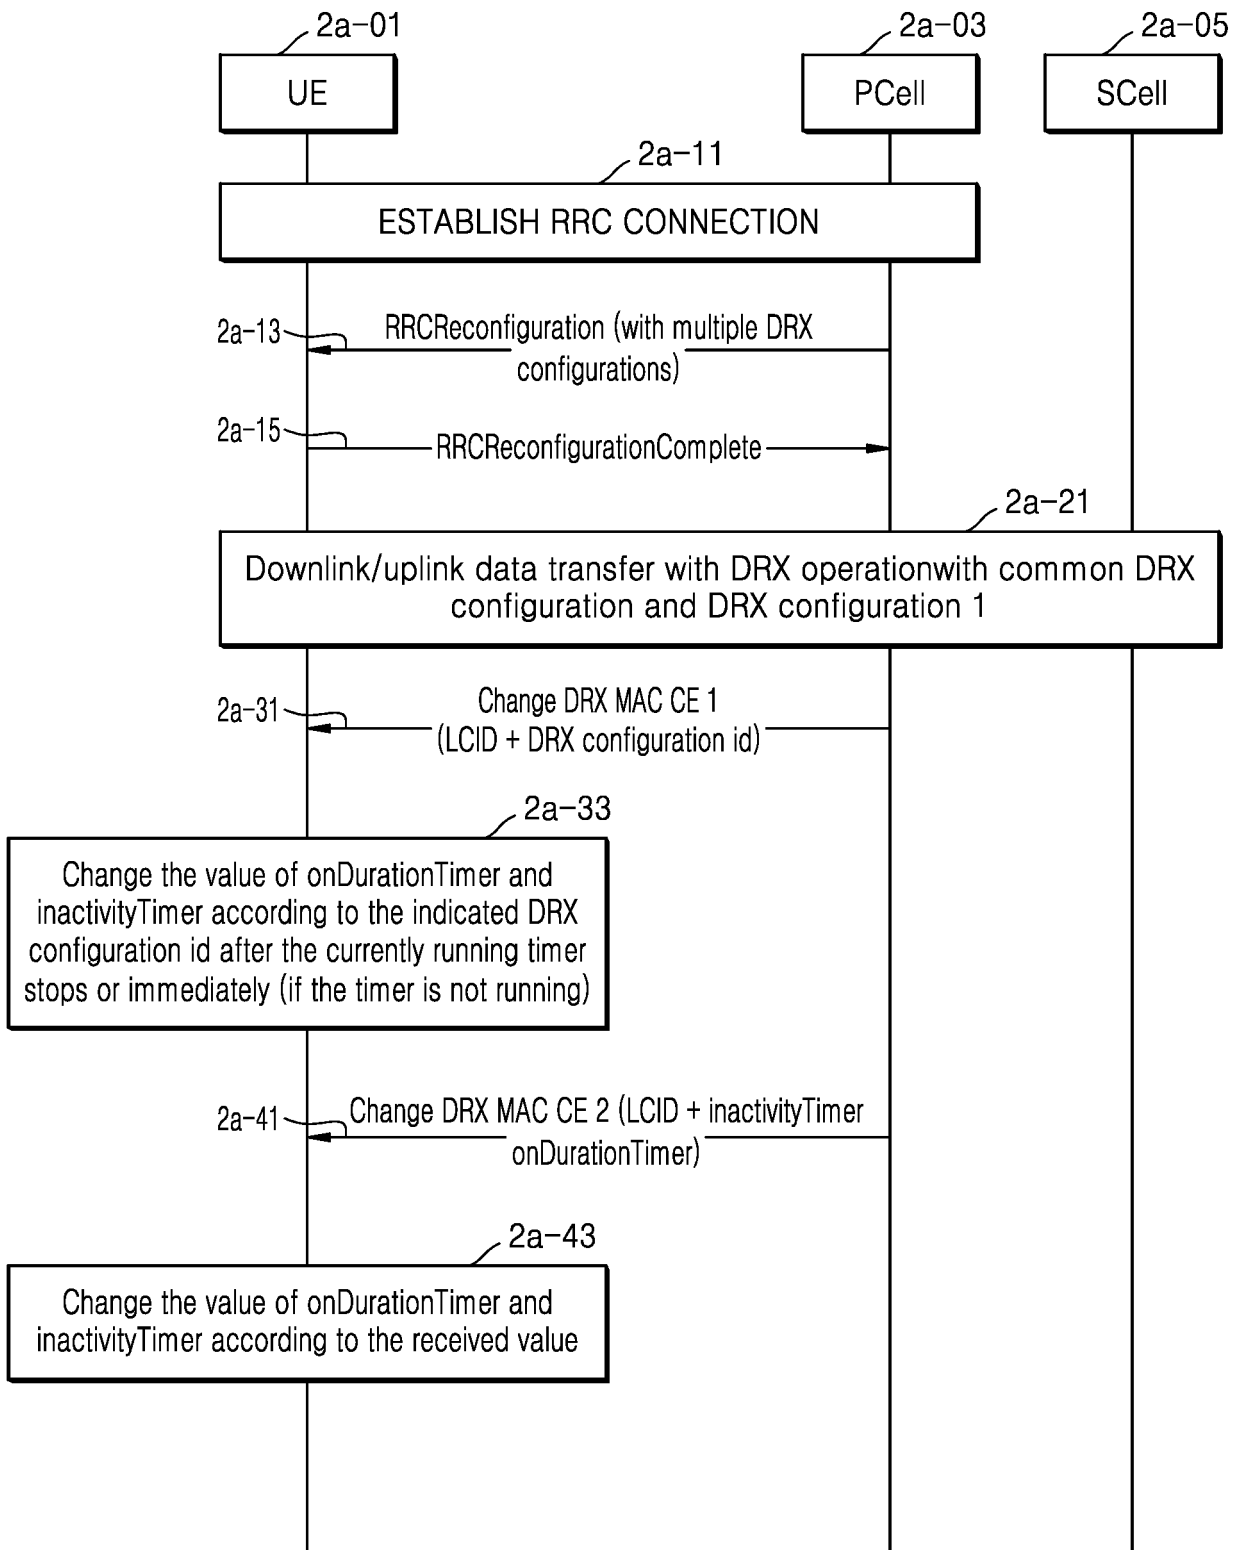 2a-01
2a-03
2a-05
UE
PCell
SCell
2a-11
ESTABLISH RRC CONNECTION
2a-13
RRCReconfiguration (with multiple DRX
configurations)
2a-15
RRCReconfigurationComplete
2a-21
Downlink/uplink data transfer with DRX operationwith common DRX
configuration and DRX configuration 1
2a-31
Change DRX MAC CE 1
(LCID + DRX configuration id)
2a-33
Change the value of onDurationTimer and
inactivityTimer according to the indicated DRX
configuration id after the currently running timer
stops or immediately (if the timer is not running)
2a-41
Change DRX MAC CE 2 (LCID + inactivityTimer
onDurationTimer)
2a-43
Change the value of onDurationTimer and
inactivityTimer according to the received value